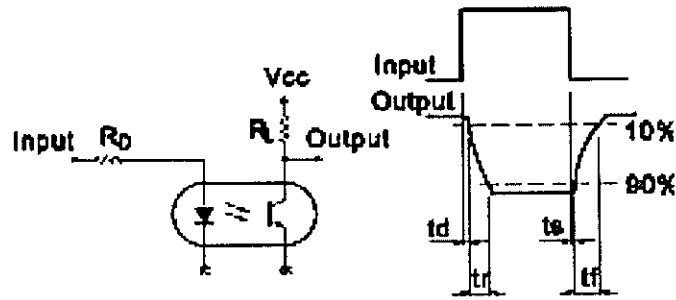 Vcc
Input
RD
RL
Output
Input
Output
10%
90%
td
ts
tr
tf